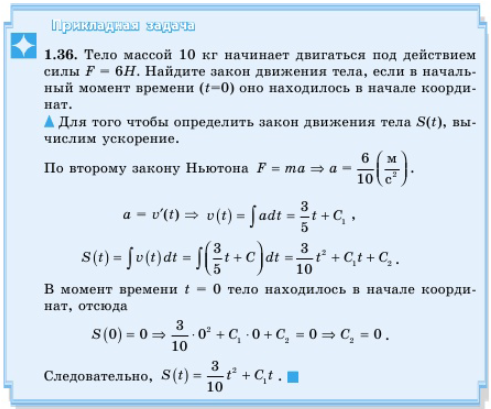 Прикладная задача
1.36. Тело массой 10 кг начинает двигаться под действием
силы F = 6H. Найдите закон движения тела, если в началь-
ный момент времени (t=0) оно находилось в начале коорди-
нат.
▲ Для того чтобы определить закон движения тела S(t), вы-
числим ускорение.
По второму закону Ньютона F = ma ⇒ a = 6/10 (м/с²).
a = v′(t) ⇒ v(t) = ∫adt = 3/5 t + C₁ ,
S(t) = ∫v(t)dt = ∫(3/5 t + C)dt = 3/10 t² + C₁t + C₂ .
В момент времени t = 0 тело находилось в начале коорди-
нат, отсюда
S(0) = 0 ⇒ 3/10 · 0² + C₁ · 0 + C₂ = 0 ⇒ C₂ = 0 .
Следовательно, S(t) = 3/10 t² + C₁t . ■